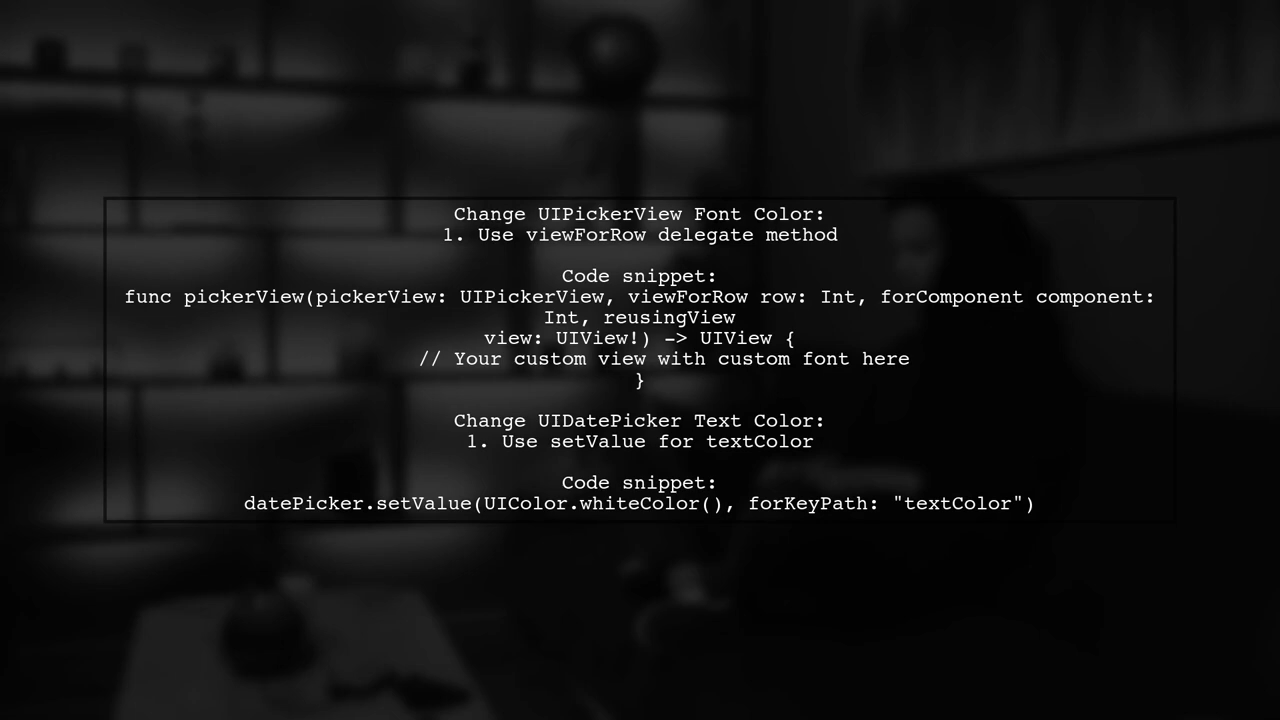 Change UIPickerView Font Color:
1. Use viewForRow delegate method
Code snippet:
func pickerView(pickerView: UIPickerView, viewForRow row: Int, forComponent component:
Int, reusingView
view: UIView!) -> UIView {
// Your custom view with custom font here
}
Change UIDatePicker Text Color:
1. Use setValue for textColor
Code snippet:
datePicker.setValue(UIColor.whiteColor(), forKeyPath: "textColor")